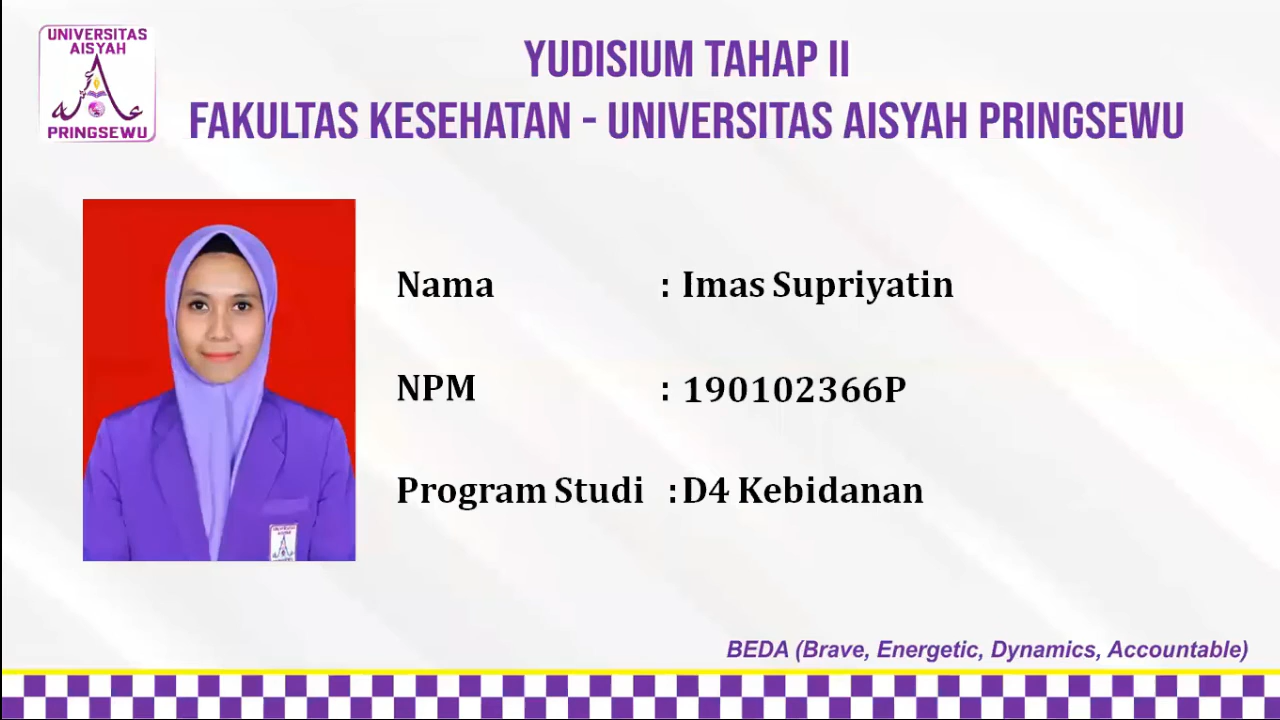 UNIVERSITAS
AISYAH
PRINGSEWU
YUDISIUM TAHAP II
FAKULTAS KESEHATAN - UNIVERSITAS AISYAH PRINGSEWU
Nama : Imas Supriyatin
NPM : 190102366P
Program Studi :D4 Kebidanan
BEDA (Brave, Energetic, Dynamics, Accountable)